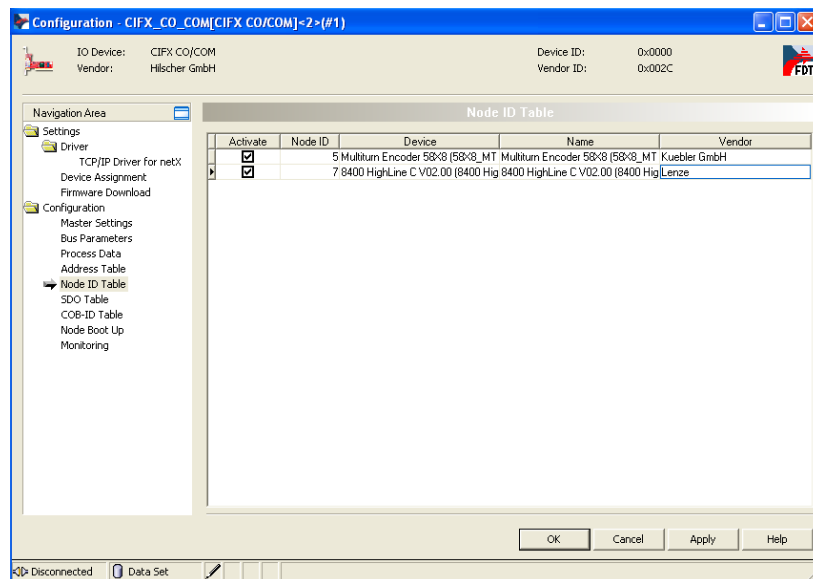 Configuration - CIFX_CO_COM[CIFX CO/COM]<2>(#1)
IO Device: CIFX CO/COM Device ID: 0x0000
Vendor: Hilscher GmbH Vendor ID: 0x002C
FDT
Navigation Area
Node ID Table
Settings
Driver
TCP/IP Driver for netX
Device Assignment
Firmware Download
Configuration
Master Settings
Bus Parameters
Process Data
Address Table
Node ID Table
SDO Table
COB-ID Table
Node Boot Up
Monitoring
Activate Node ID Device Name Vendor
5 Multiturn Encoder 58X8 (58X8_MT Multiturn Encoder 58X8 (58X8_MT Kuebler GmbH
7 8400 HighLine C V02.00 (8400 Hig 8400 HighLine C V02.00 (8400 Hig Lenze
OK Cancel Apply Help
Disconnected Data Set